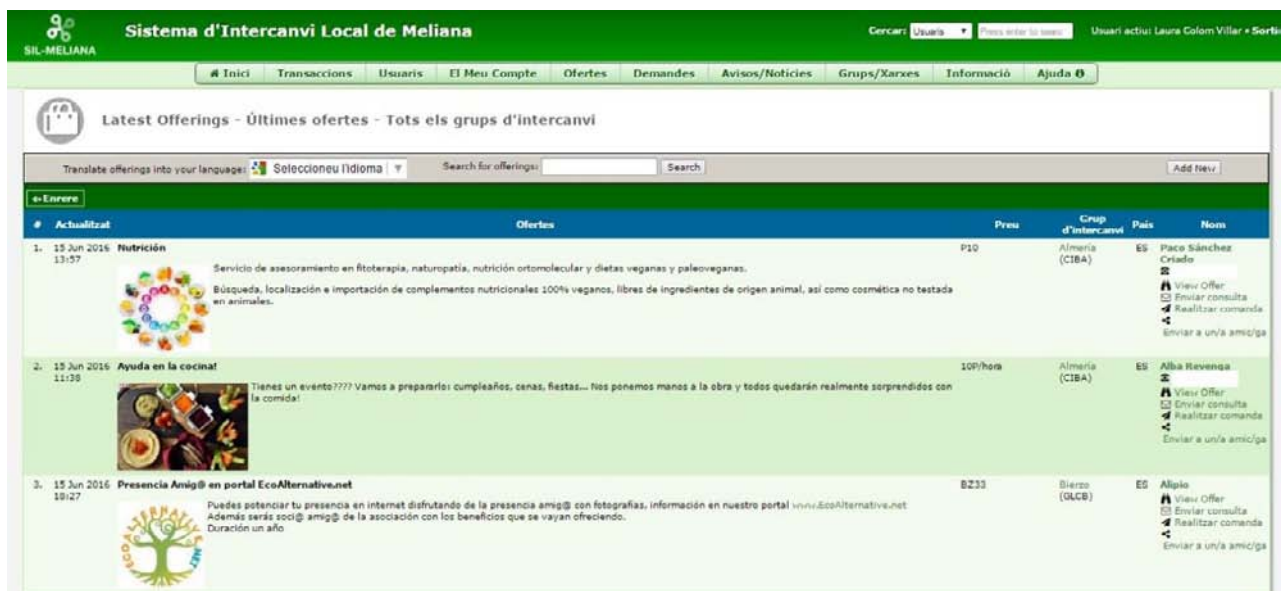 SIL-MELIANA
Sistema d'Intercanvi Local de Meliana
Cercar: Usuaris Press enter to search Usuari actiu: Laura Colom Villar • Sortir
Inici Transaccions Usuaris El Meu Compte Ofertes Demandes Avisos/Notícies Grups/Xarxes Informació Ajuda
Latest Offerings - Últimes ofertes - Tots els grups d'intercanvi
Translate offerings into your language: Seleccioneu l'idioma ▼ Search for offerings: Search Add New
Enrere
# Actualitzat Ofertes Preu Grup d'intercanvi País Nom
1. 15 Jun 2016 13:57
Nutrición
Servicio de asesoramiento en fitoterapia, naturopatía, nutrición ortomolecular y dietas veganas y paleoveganas.
Búsqueda, localización e importación de complementos nutricionales 100% veganos, libres de ingredientes de origen animal, así como cosmética no testada
en animales.
P10
Almería
(CIBA)
ES
Paco Sánchez
Criado
View Offer
Enviar consulta
Realitzar comanda
Enviar a un/a amic/ga
2. 15 Jun 2016 11:38
Ayuda en la cocina!
Tienes un evento???? Vamos a prepararlo: cumpleaños, cenas, fiestas... Nos ponemos manos a la obra y todos quedarán realmente sorprendidos con
la comida!
10P/hora
Almería
(CIBA)
ES
Alba Revenga
View Offer
Enviar consulta
Realitzar comanda
Enviar a un/a amic/ga
3. 15 Jun 2016 10:27
Presencia Amig@ en portal EcoAlternative.net
ECOALTERNATIVE.NET
Puedes potenciar tu presencia en internet disfrutando de la presencia amig@ con fotografías, información en nuestro portal www.EcoAlternative.net
Además serás soci@ amig@ de la asociación con los beneficios que se vayan ofreciendo.
Duración un año
BZ33
Bierzo
(GLCB)
ES
Alipio
View Offer
Enviar consulta
Realitzar comanda
Enviar a un/a amic/ga